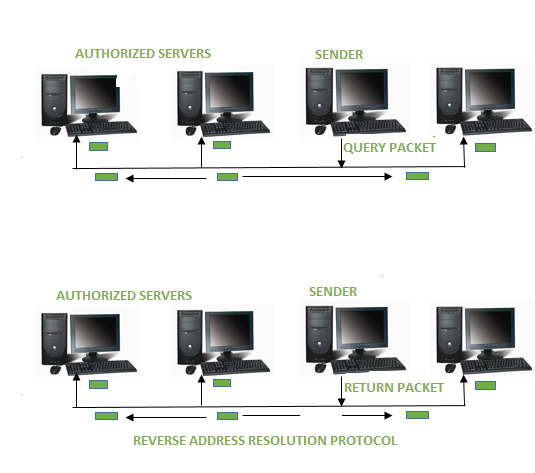 AUTHORIZED SERVERS
SENDER
QUERY PACKET
AUTHORIZED SERVERS
SENDER
RETURN PACKET
REVERSE ADDRESS RESOLUTION PROTOCOL